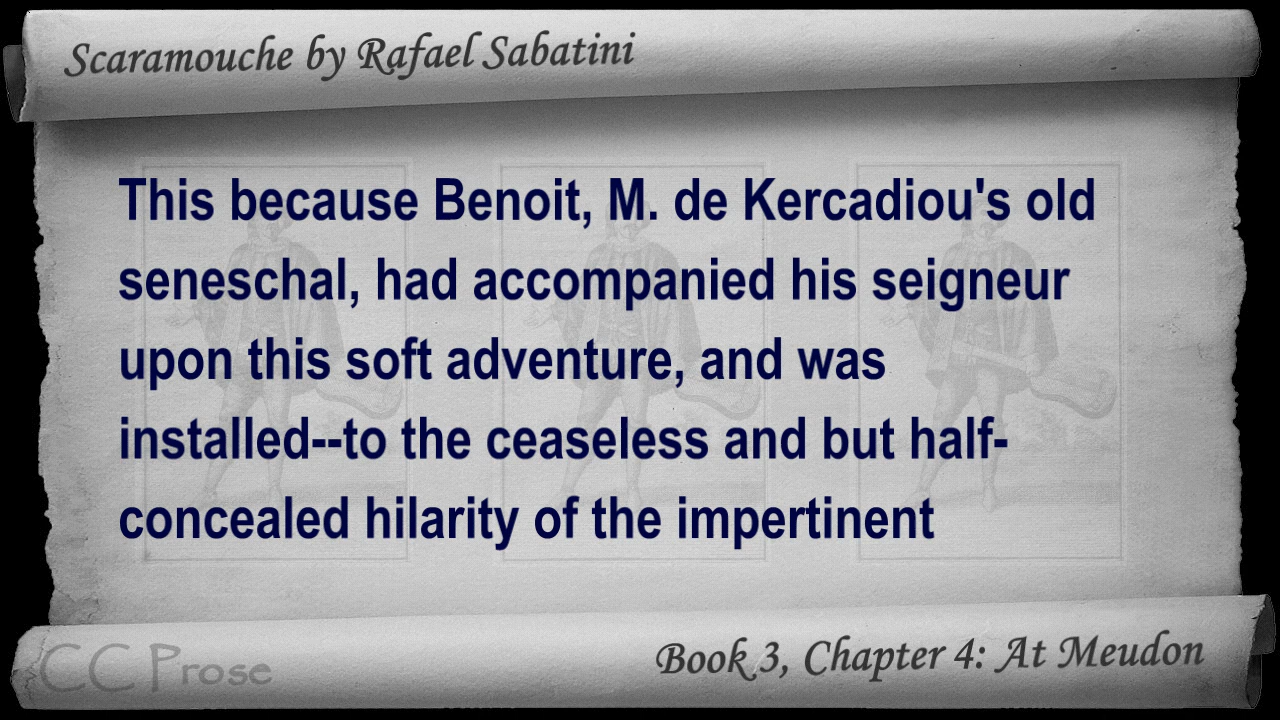 Scaramouche by Rafael Sabatini
This because Benoit, M. de Kercadiou's old
seneschal, had accompanied his seigneur
upon this soft adventure, and was
installed--to the ceaseless and but half-
concealed hilarity of the impertinent
CC Prose
Book 3, Chapter 4: At Meudon